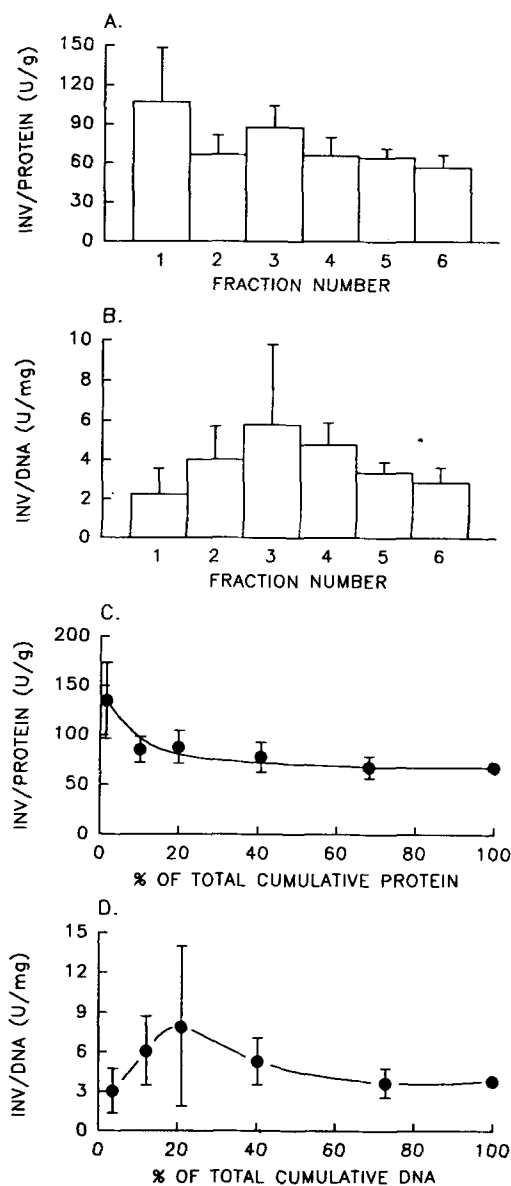 A.
INV/PROTEIN (U/g)
150
120
90
60
30
0
1 2 3 4 5 6
FRACTION NUMBER
B.
INV/DNA (U/mg)
10
8
6
4
2
0
1 2 3 4 5 6
FRACTION NUMBER
C.
INV/PROTEIN (U/g)
200
150
100
50
0
0 20 40 60 80 100
% OF TOTAL CUMULATIVE PROTEIN
D.
INV/DNA (U/mg)
15
12
9
6
3
0
0 20 40 60 80 100
% OF TOTAL CUMULATIVE DNA